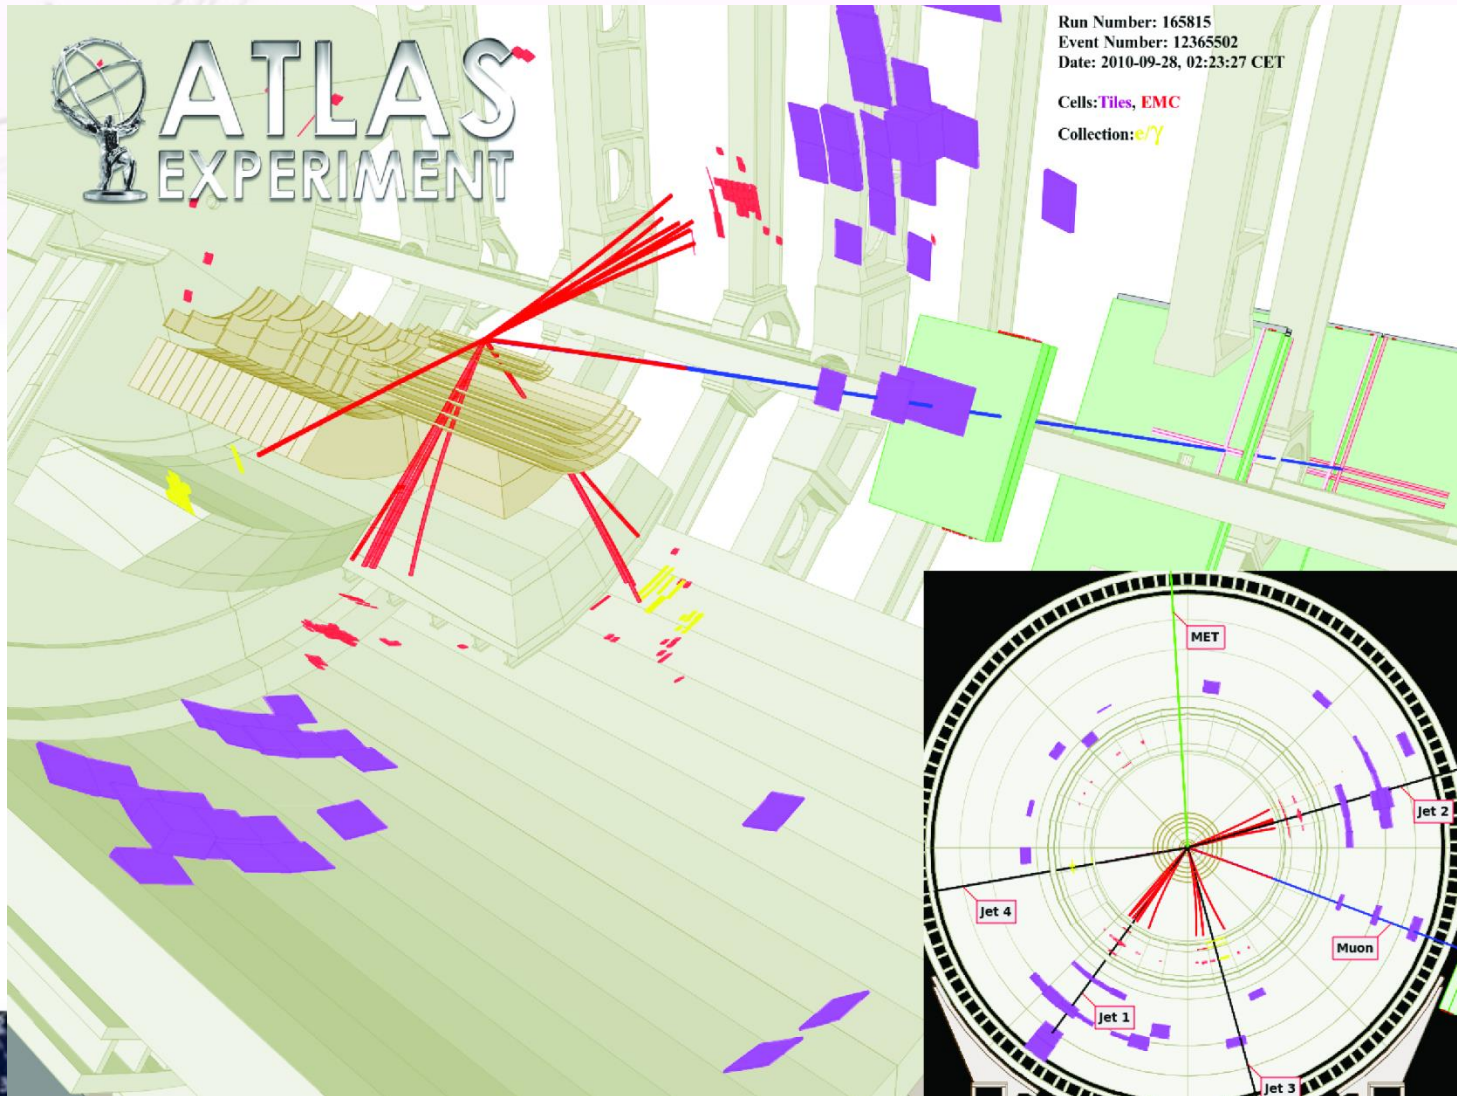 ATLAS
EXPERIMENT
Run Number: 165815
Event Number: 12365502
Date: 2010-09-28, 02:23:27 CET
Cells:Tiles, EMC
Collection:e/γ
MET
Jet 2
Jet 4
Muon
Jet 1
Jet 3